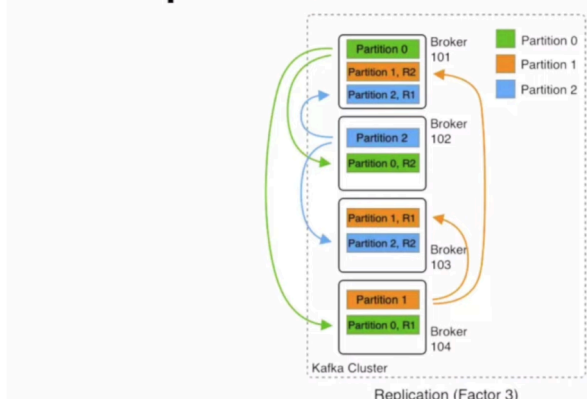 Partition 0
Partition 1, R2
Partition 2, R1
Broker
101
Partition 0
Partition 1
Partition 2
Partition 2
Partition 0, R2
Broker
102
Partition 1, R1
Partition 2, R2
Broker
103
Partition 1
Partition 0, R1
Broker
104
Kafka Cluster
Replication (Factor 3)